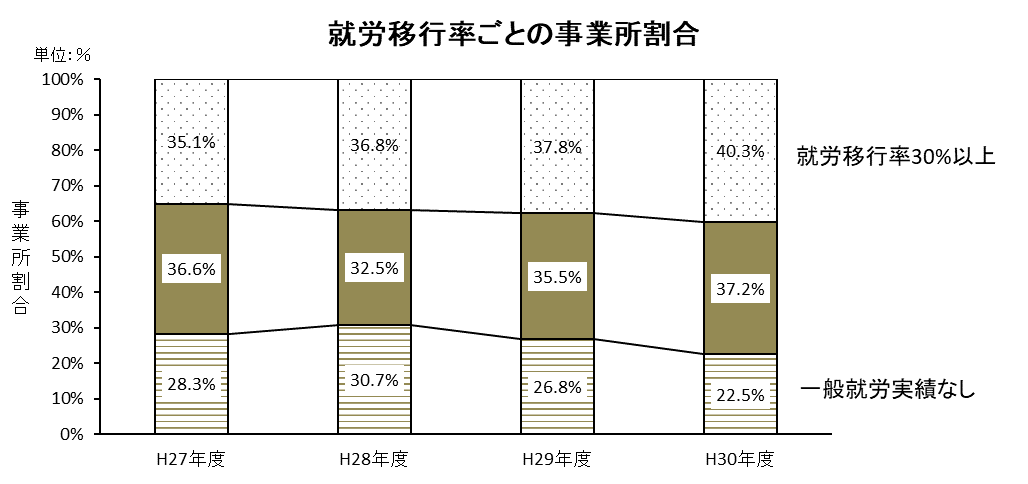 就労移行率ごとの事業所割合
単位：％
100%
90%
80%
70%
60%
50%
40%
30%
20%
10%
0%
事業所割合
35.1%
36.8%
37.8%
40.3%
就労移行率30%以上
36.6%
32.5%
35.5%
37.2%
28.3%
30.7%
26.8%
22.5%
一般就労実績なし
H27年度
H28年度
H29年度
H30年度